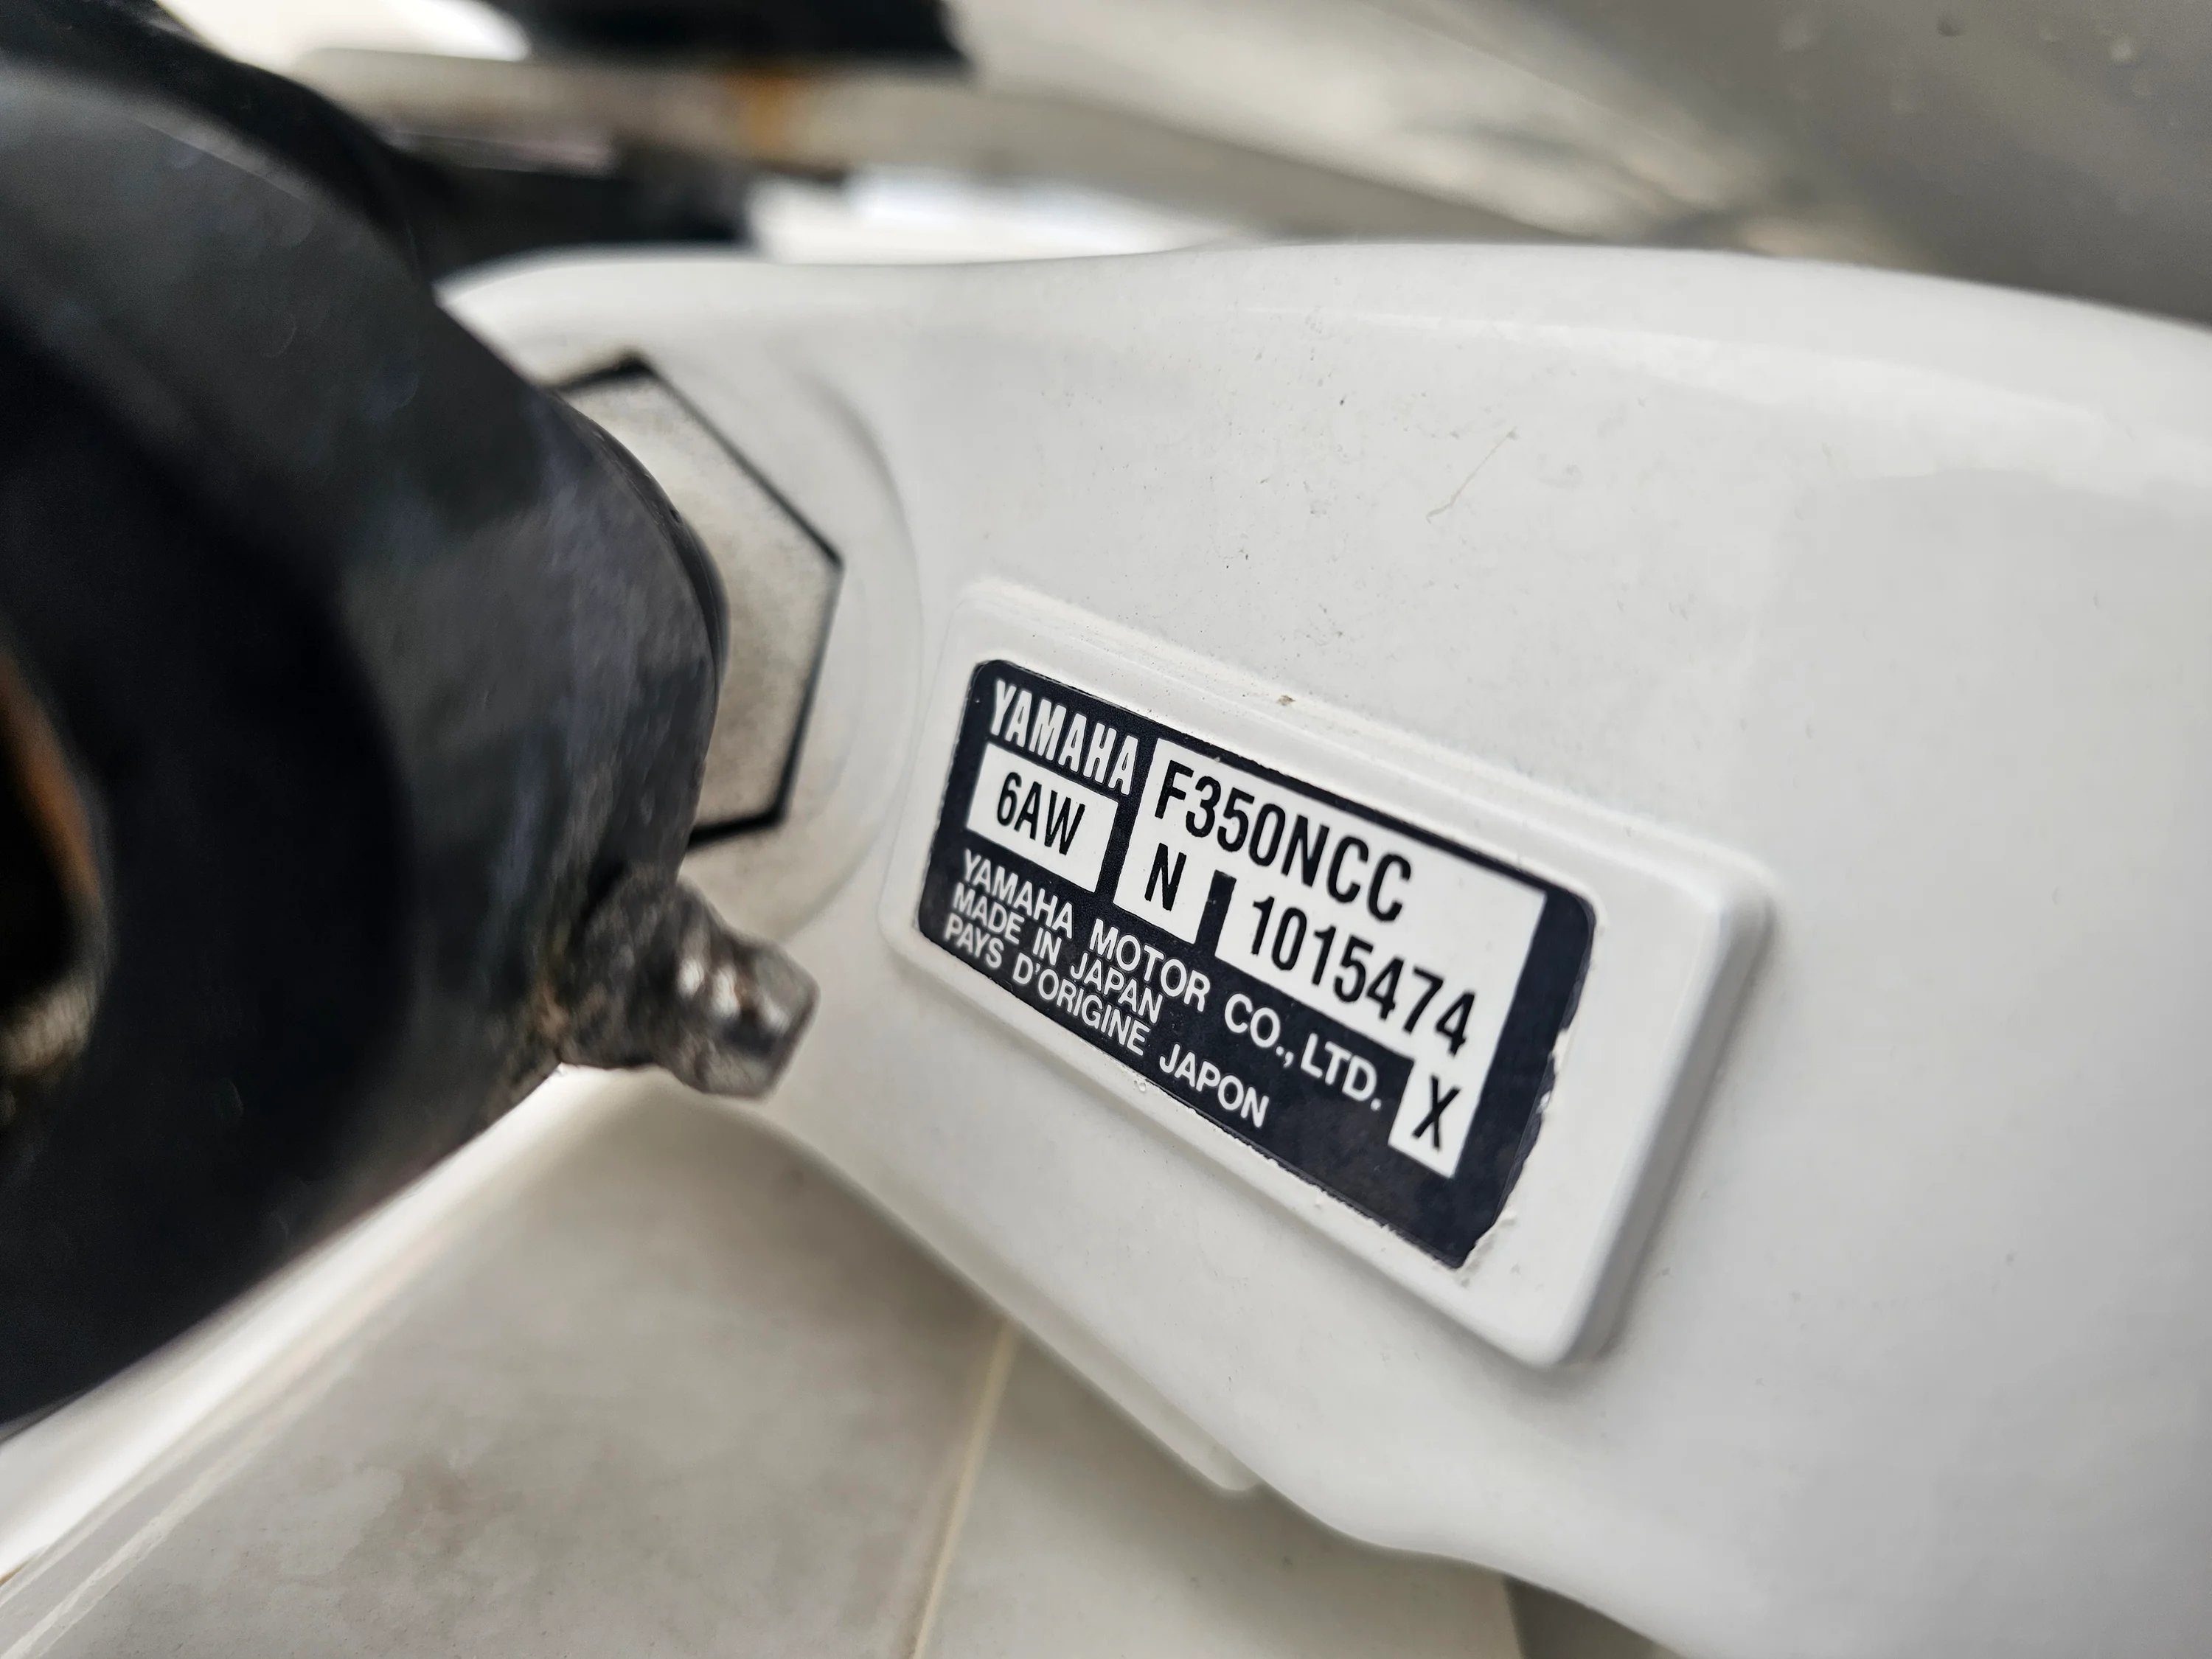 YAMAHA
F350NCC
6AW
N 1015474
X
YAMAHA MOTOR CO., LTD.
MADE IN JAPAN
PAYS D'ORIGINE JAPON